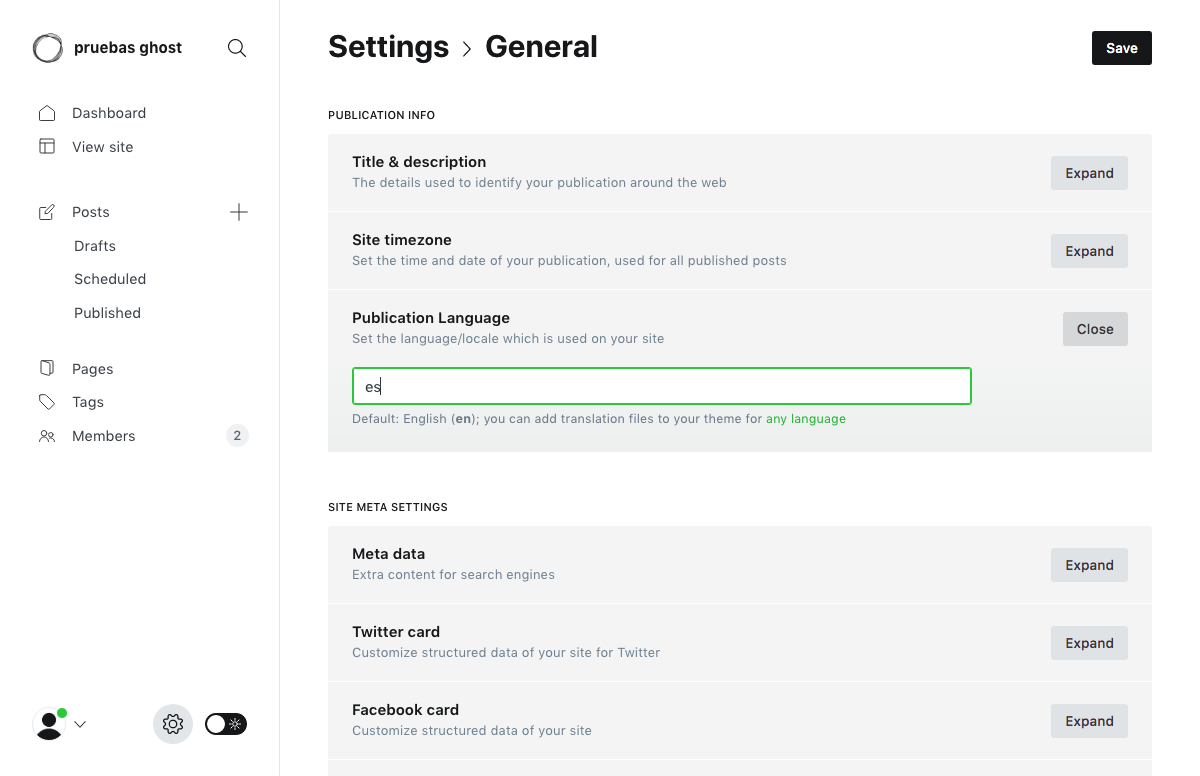 pruebas ghost
Dashboard
View site
Posts
Drafts
Scheduled
Published
Pages
Tags
Members 2
Settings General
Save
PUBLICATION INFO
Title & description
The details used to identify your publication around the web
Expand
Site timezone
Set the time and date of your publication, used for all published posts
Expand
Publication Language
Set the language/locale which is used on your site
Close
es
Default: English (en); you can add translation files to your theme for any language
SITE META SETTINGS
Meta data
Extra content for search engines
Expand
Twitter card
Customize structured data of your site for Twitter
Expand
Facebook card
Customize structured data of your site
Expand